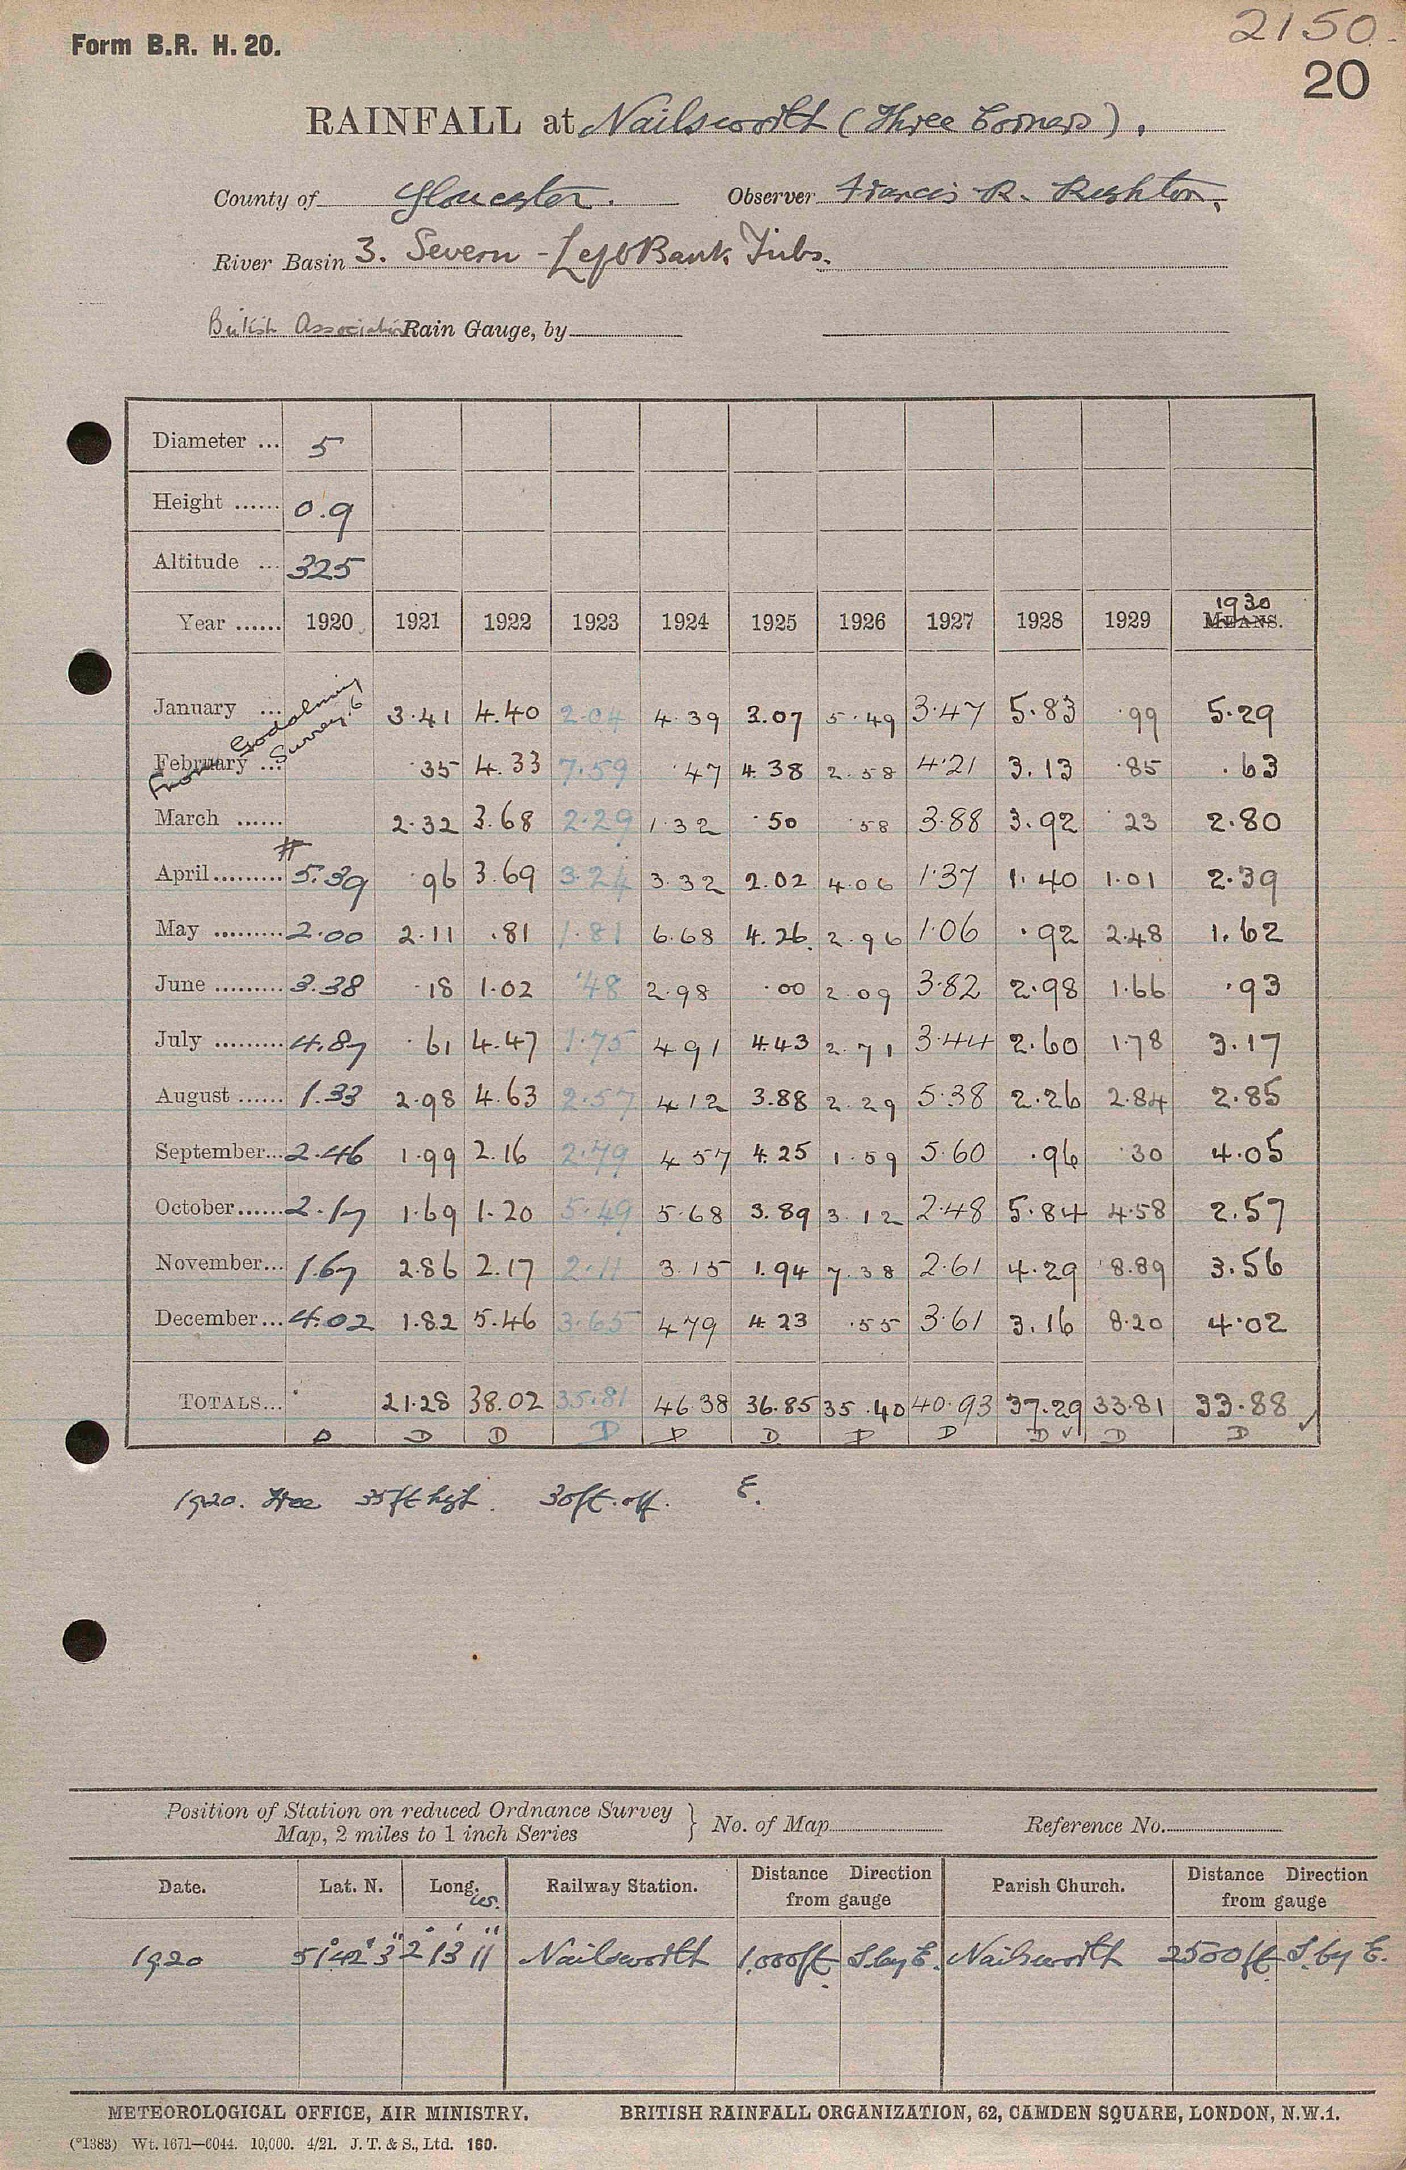 2150.
Form B.R. H. 20.
20
RAINFALL at Nailsworth (Three Corners).
County of Gloucester. Observer Francis R. Rushton,
River Basin 3. Severn - Left Bank Tribs.
British Association Rain Gauge, by
Diameter ... 5
Height ...... 0.9
Altitude ... 325
Year ...... 1920 1921 1922 1923 1924 1925 1926 1927 1928 1929 1930 MEANS.
From Godalming
Surrey. 6
January ... 3.41 4.40 2.04 4.39 3.07 5.49 3.47 5.83 .99 5.29
February ... .35 4.33 7.59 .47 4.38 2.58 4.21 3.13 .85 .63
March ...... 2.32 3.68 2.29 1.32 .50 .58 3.88 3.92 23 2.80
April......... # 5.39 .96 3.69 3.24 3.32 2.02 4.06 1.37 1.40 1.01 2.39
May ......... 2.00 2.11 .81 1.81 6.68 4.26 2.96 1.06 .92 2.48 1.62
June ......... 3.38 .18 1.02 .48 2.98 .00 2.09 3.82 2.98 1.66 .93
July ......... 4.87 .61 4.47 1.75 4 91 4.43 2.71 3.44 2.60 1.78 3.17
August ...... 1.33 2.98 4.63 2.57 4 12 3.88 2.29 5.38 2.26 2.84 2.85
September... 2.46 1.99 2.16 2.79 4 57 4.25 1.59 5.60 .96 .30 4.05
October...... 2.17 1.69 1.20 5.49 5.68 3.89 3.12 2.48 5.84 4.58 2.57
November... 1.67 2.86 2.17 2.11 3.15 1.94 7.38 2.61 4.29 8.89 3.56
December... 4.02 1.82 5.46 3.65 4 79 4.23 .55 3.61 3.16 8.20 4.02
TOTALS... 21.28 38.02 35.81 46.38 36.85 35.40 40.93 37.29 33.81 33.88 ✓
D D D D D D D D D ✓ D D
1920. Tree 35 ft high. 30 ft. off. E.
Position of Station on reduced Ordnance Survey
Map, 2 miles to 1 inch Series } No. of Map Reference No.
Date. Lat. N. Long. W. Railway Station. Distance Direction from gauge Parish Church. Distance Direction from gauge
1920 51° 42' 3" 2° 13' 11" Nailsworth 1,000 ft. S. by E. Nailsworth 2500 ft. S. by E.
METEOROLOGICAL OFFICE, AIR MINISTRY. BRITISH RAINFALL ORGANIZATION, 62, CAMDEN SQUARE, LONDON, N.W.1.
(*1383) Wt. 1671—6044. 10,000. 4/21. J. T. & S., Ltd. 160.